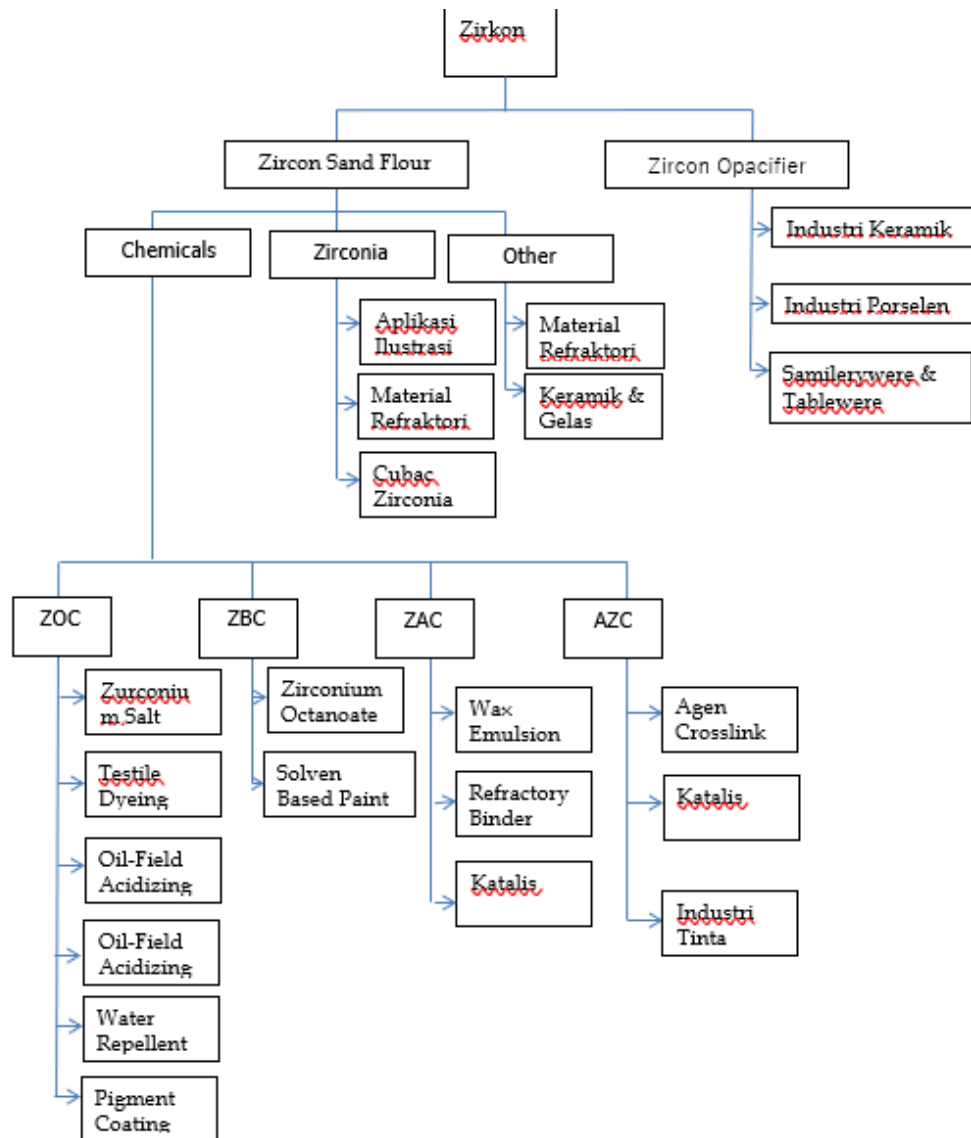 Zirkon
Zircon Sand Flour
Zircon Opacifier
Chemicals
Zirconia
Other
Industri Keramik
Industri Porselen
Samilerywere &
Tablewere
Aplikasi
Ilustrasi
Material
Refraktori
Cubac
Zirconia
Material
Refraktori
Keramik &
Gelas
ZOC
ZBC
ZAC
AZC
Zurconiu
m.Salt
Testile
Dyeing
Oil-Field
Acidizing
Oil-Field
Acidizing
Water
Repellent
Pigment
Coating
Zirconium
Octanoate
Solven
Based Paint
Wax
Emulsion
Refractory
Binder
Katalis
Agen
Crosslink
Katalis
Industri
Tinta